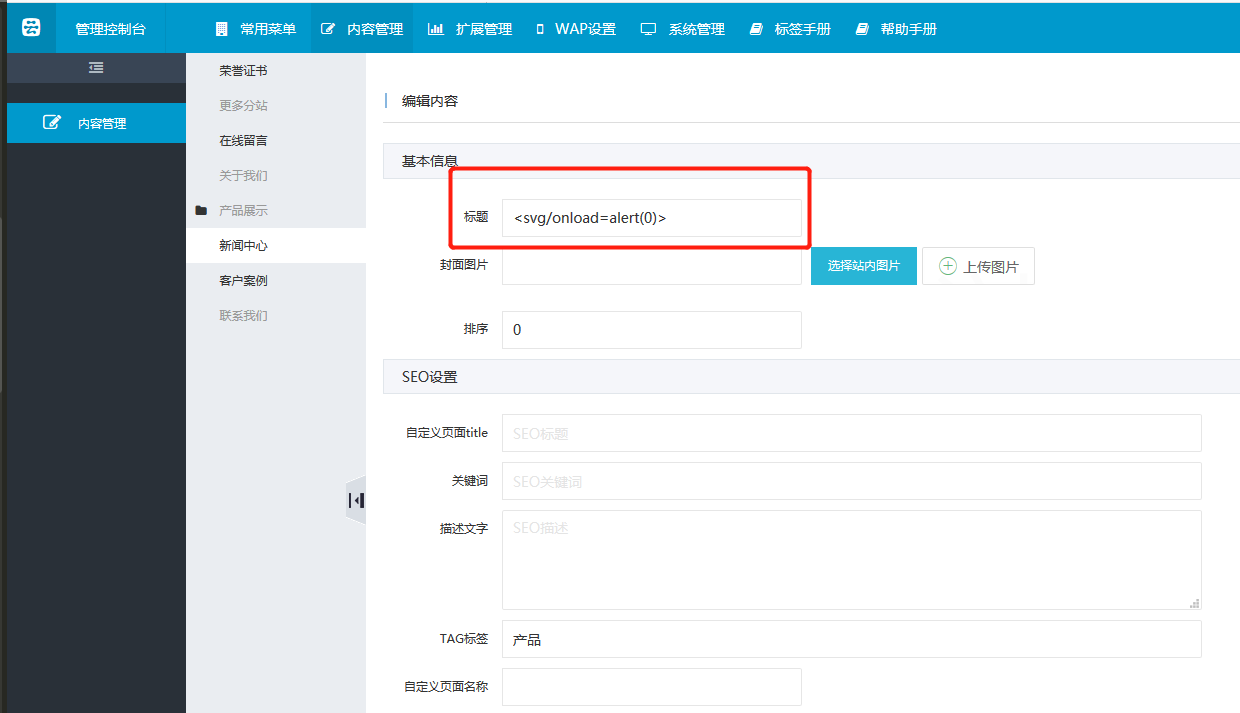 管理控制台 常用菜单 内容管理 扩展管理 WAP设置 系统管理 标签手册 帮助手册
内容管理
荣誉证书
更多分站
在线留言
关于我们
产品展示
新闻中心
客户案例
联系我们
编辑内容
基本信息
标题 <svg/onload=alert(0)>
封面图片 选择站内图片 上传图片
排序 0
SEO设置
自定义页面title SEO标题
关键词 SEO关键词
描述文字 SEO描述
TAG标签 产品
自定义页面名称